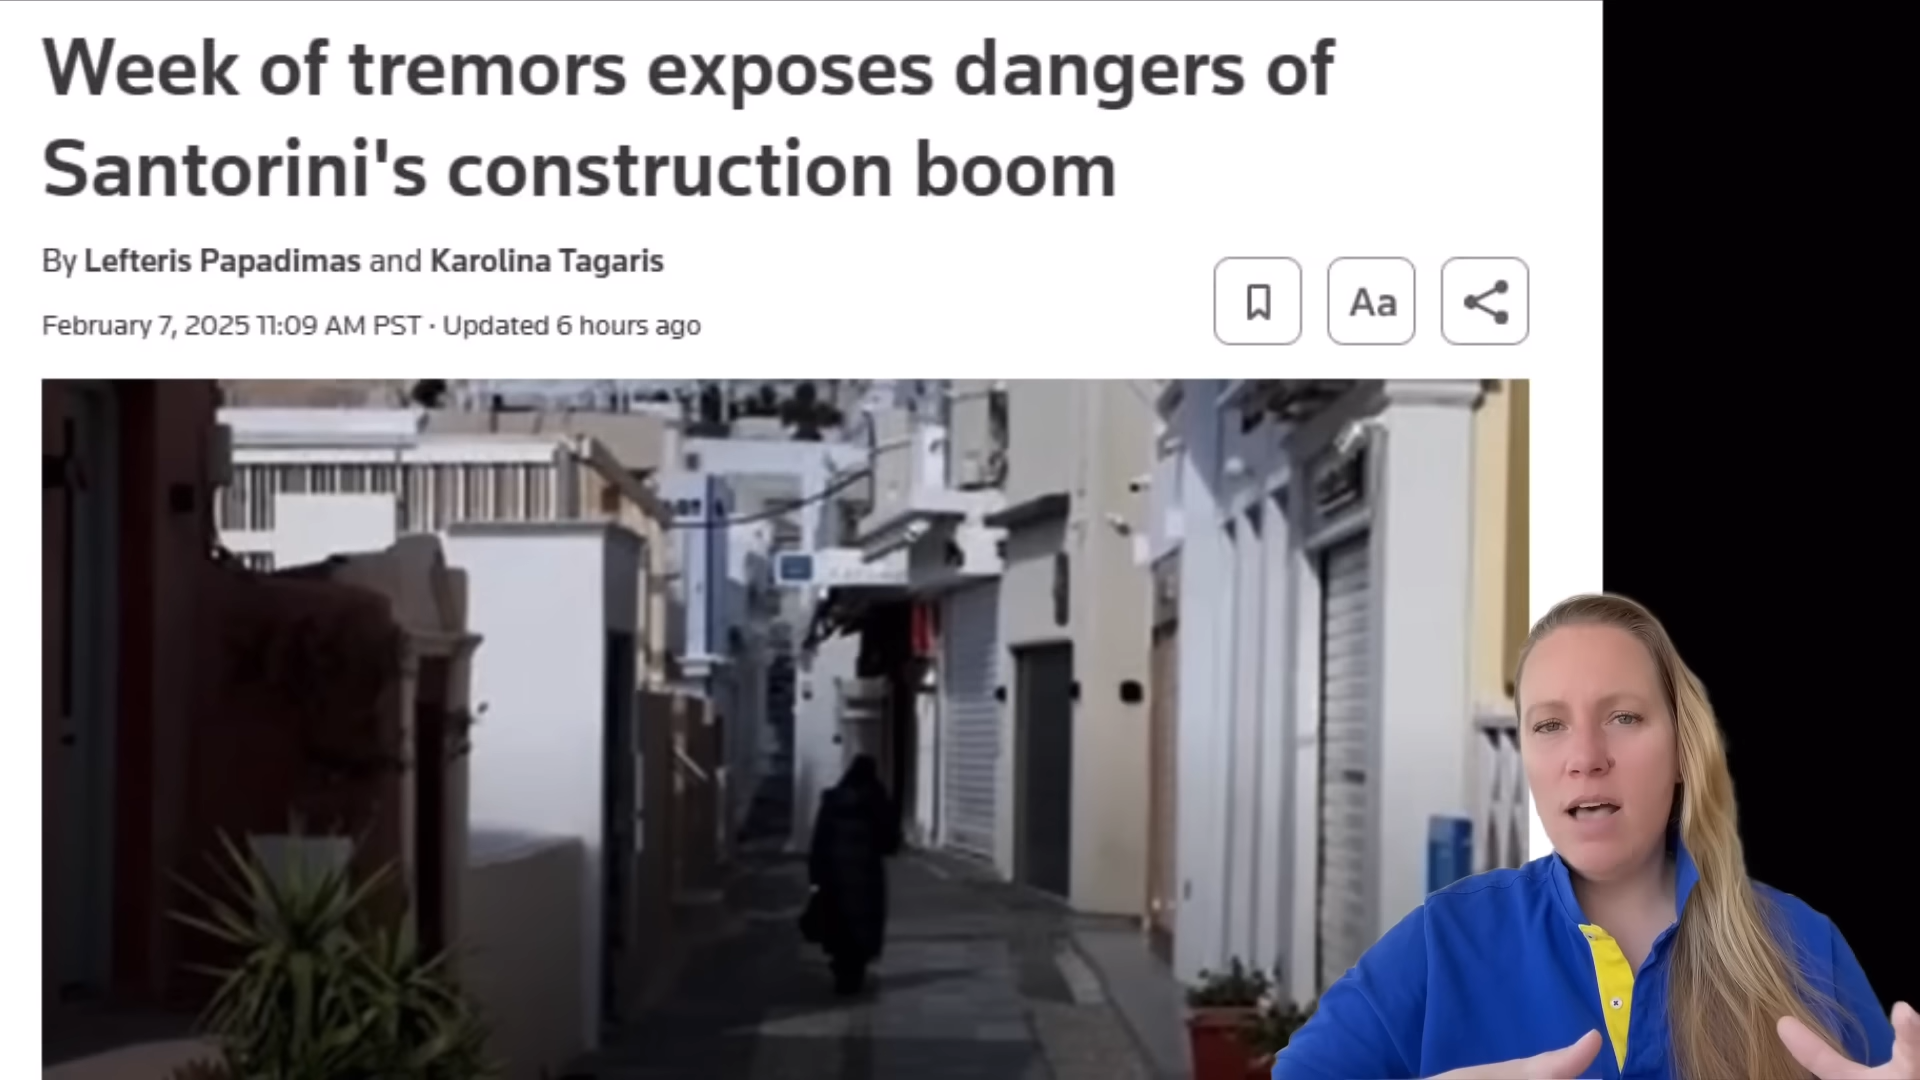 Week of tremors exposes dangers of
Santorini's construction boom
By Lefteris Papadimas and Karolina Tagaris
February 7, 2025 11:09 AM PST · Updated 6 hours ago
Aa